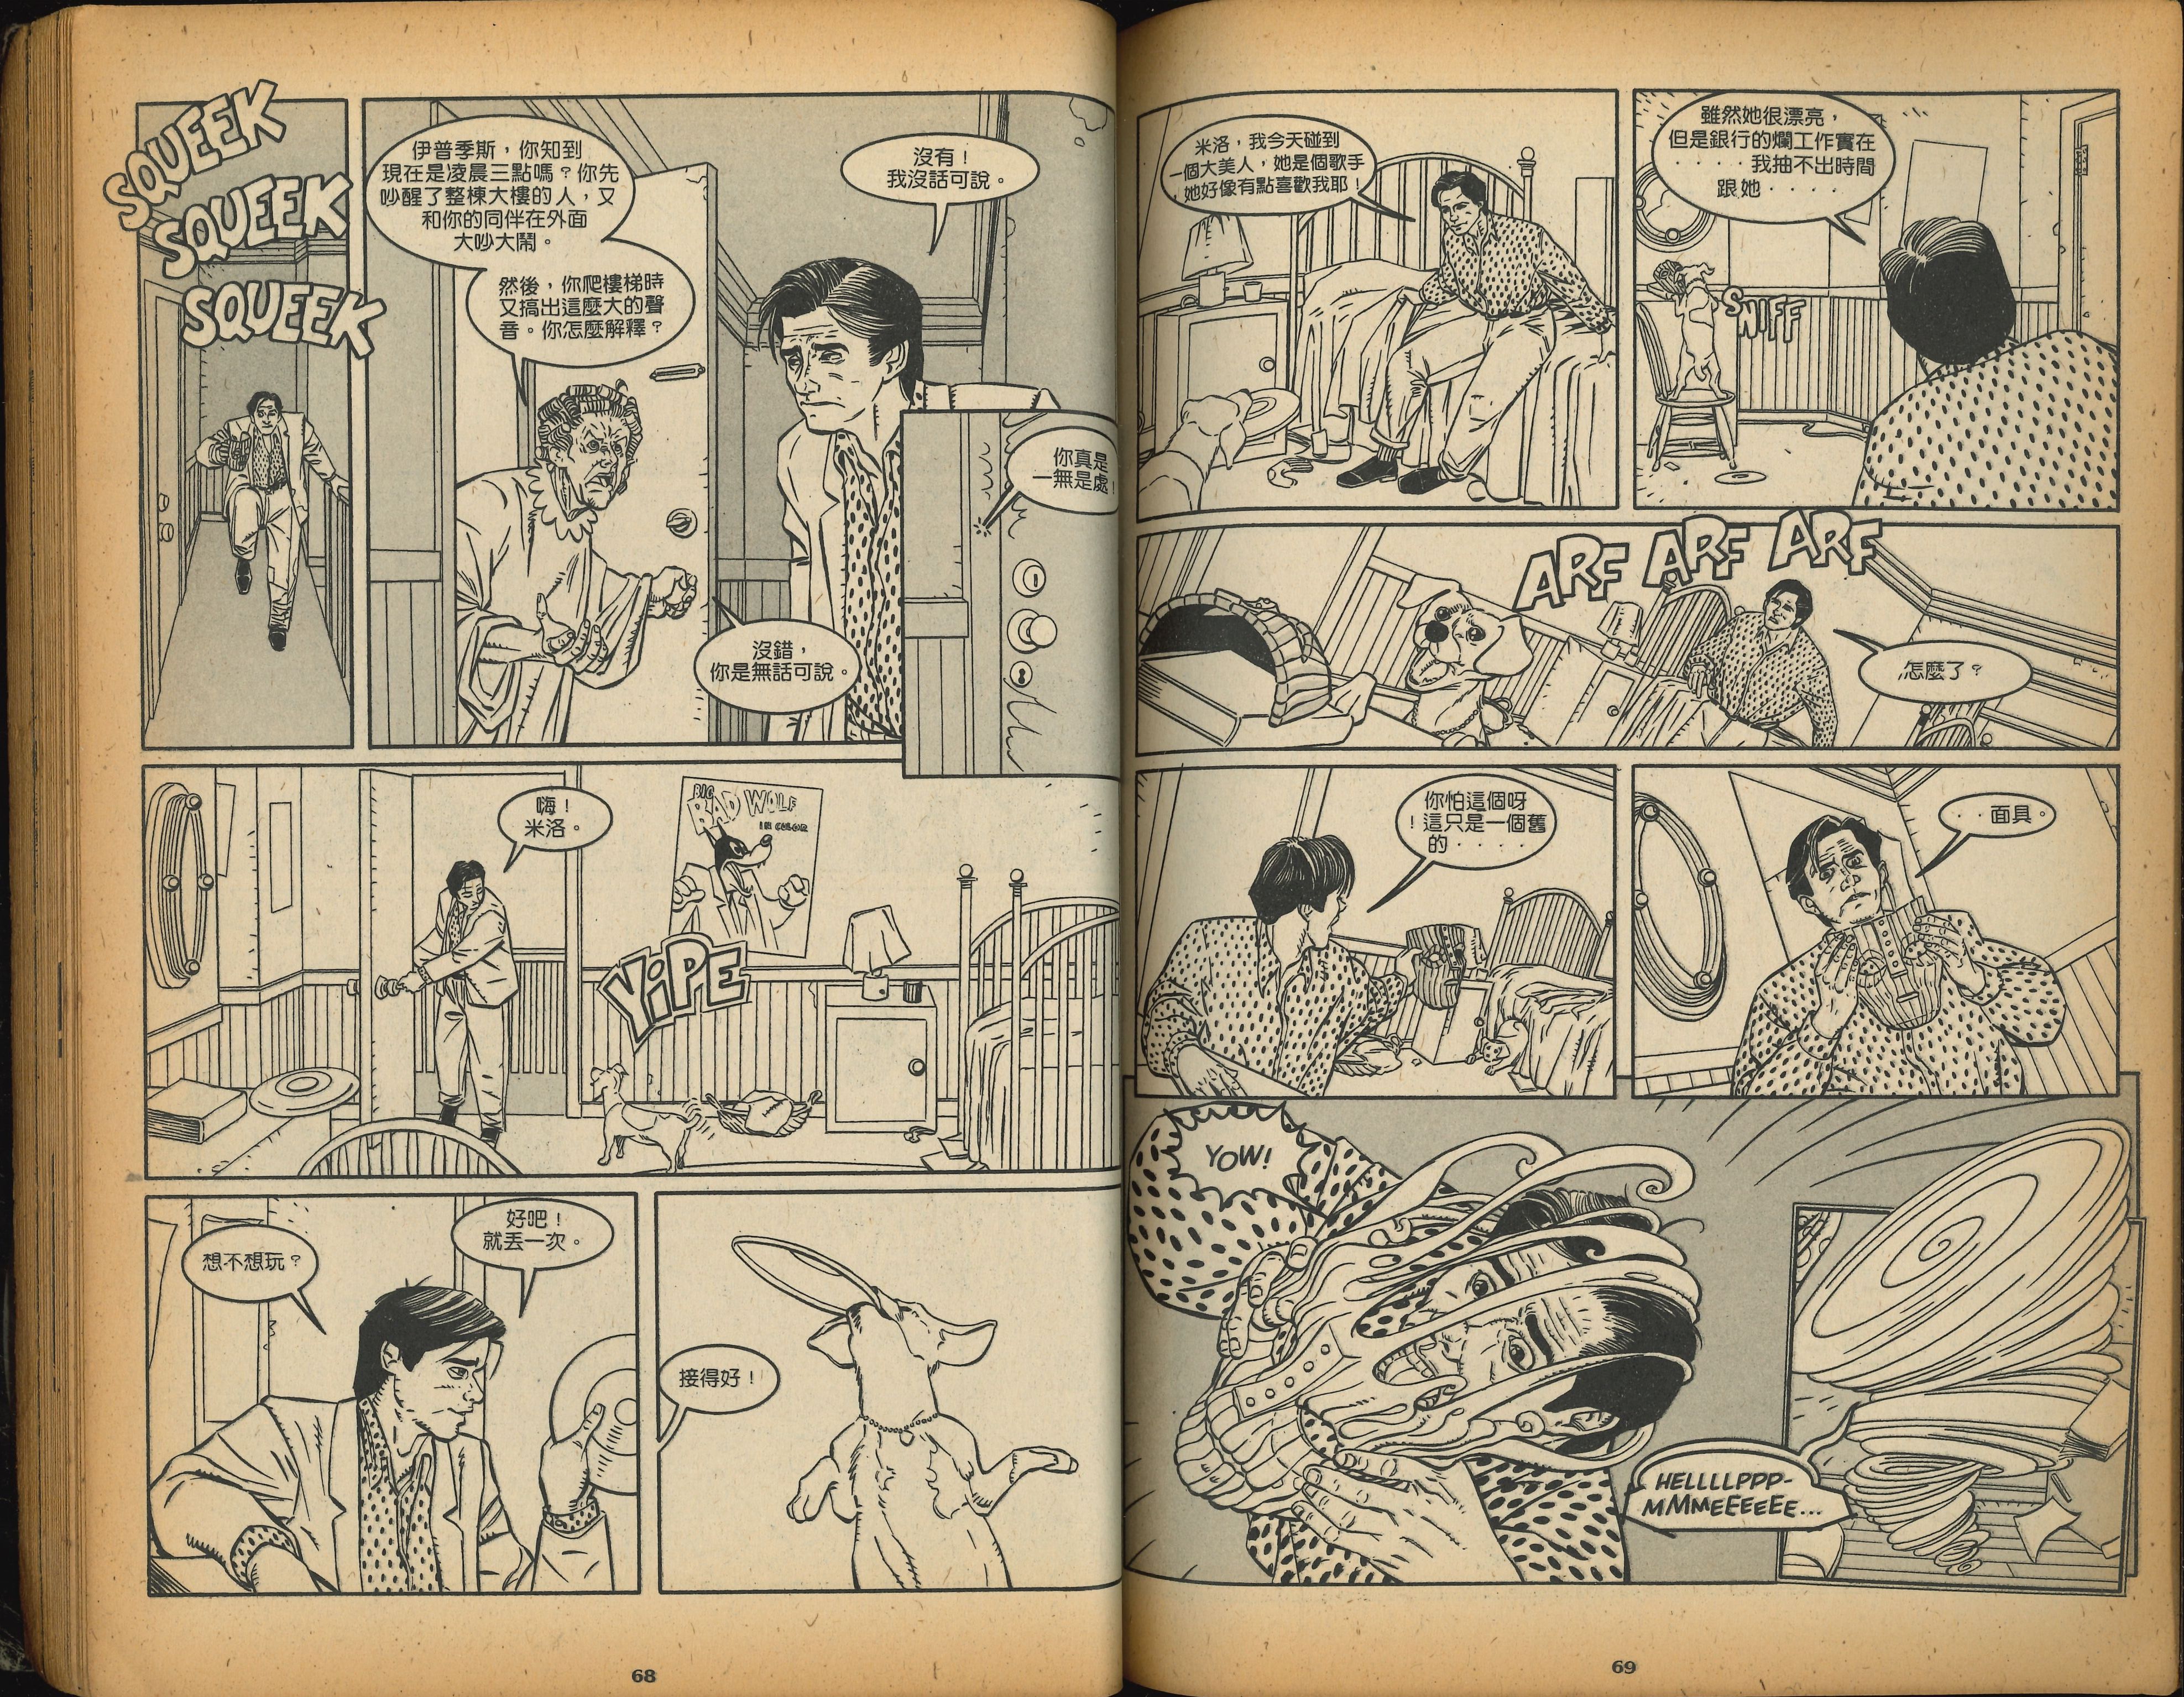 SQUEEK
SQUEEK
SQUEEK
伊普季斯，你知到
現在是凌晨三點嗎？你先
吵醒了整棟大樓的人，又
和你的同伴在外面
大吵大鬧。
然後，你爬樓梯時
又搞出這麼大的聲
音。你怎麼解釋？
沒有！
我沒話可說。
沒錯，
你是無話可說。
你真是
一無是處！
嗨！
米洛。
BIG
BAD WOLF
IN COLOR
YIPE
想不想玩？
好吧！
就丟一次。
接得好！
68
米洛，我今天碰到
一個大美人，她是個歌手
，她好像有點喜歡我耶！
雖然她很漂亮，
但是銀行的爛工作實在
····我抽不出時間
跟她····
SNIFF
ARF ARF ARF
怎麼了？
你怕這個呀
！這只是一個舊
的····
··面具。
YOW!
HELLLLPPP-
MMMEEEEEE...
69